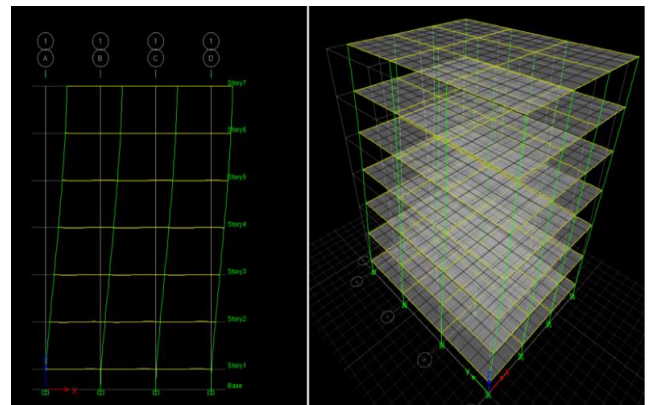 1 1 1 1
A B C D
Story7
Story6
Story5
Story4
Story3
Story2
Story1
Base
X
Y X